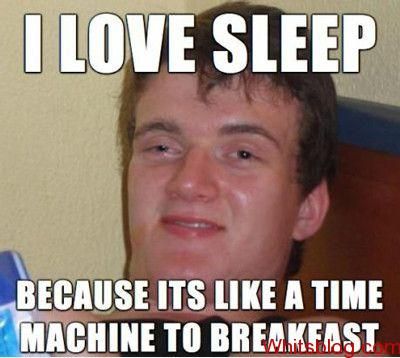 I LOVE SLEEP
BECAUSE ITS LIKE A TIME
MACHINE TO BREAKFAST
Whitsblog.com